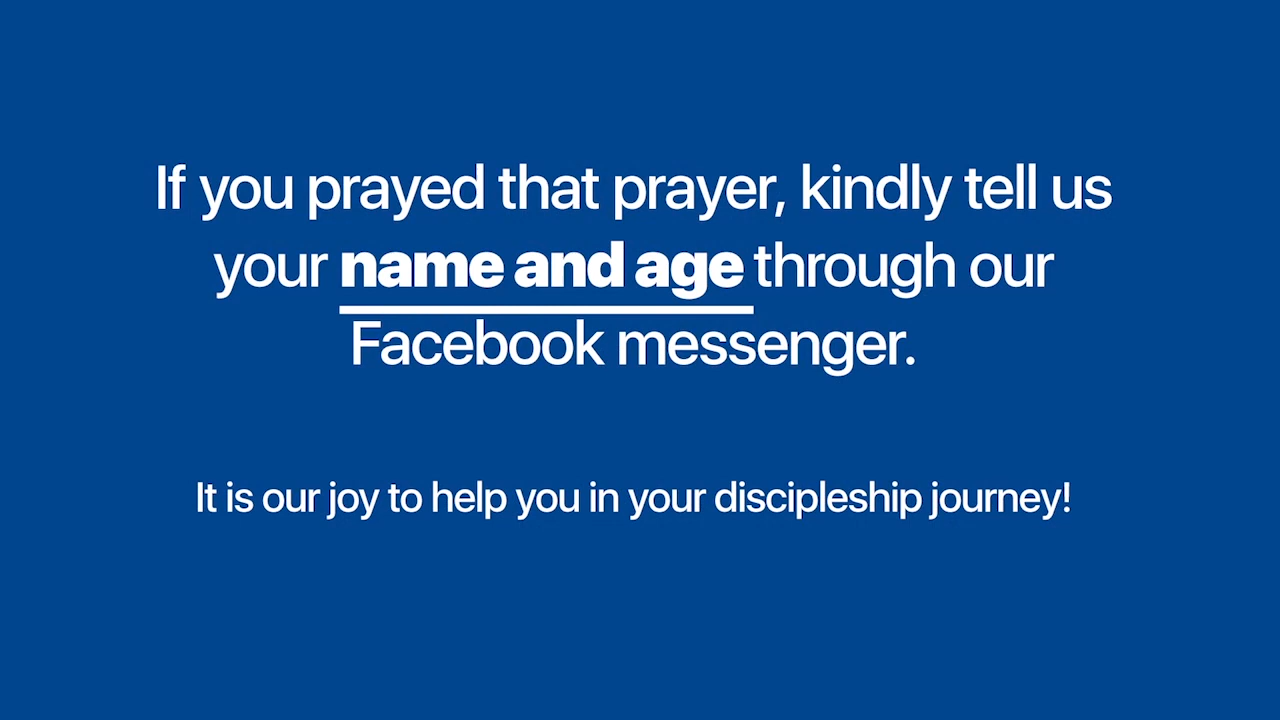 If you prayed that prayer, kindly tell us
your name and age through our
Facebook messenger.
It is our joy to help you in your discipleship journey!